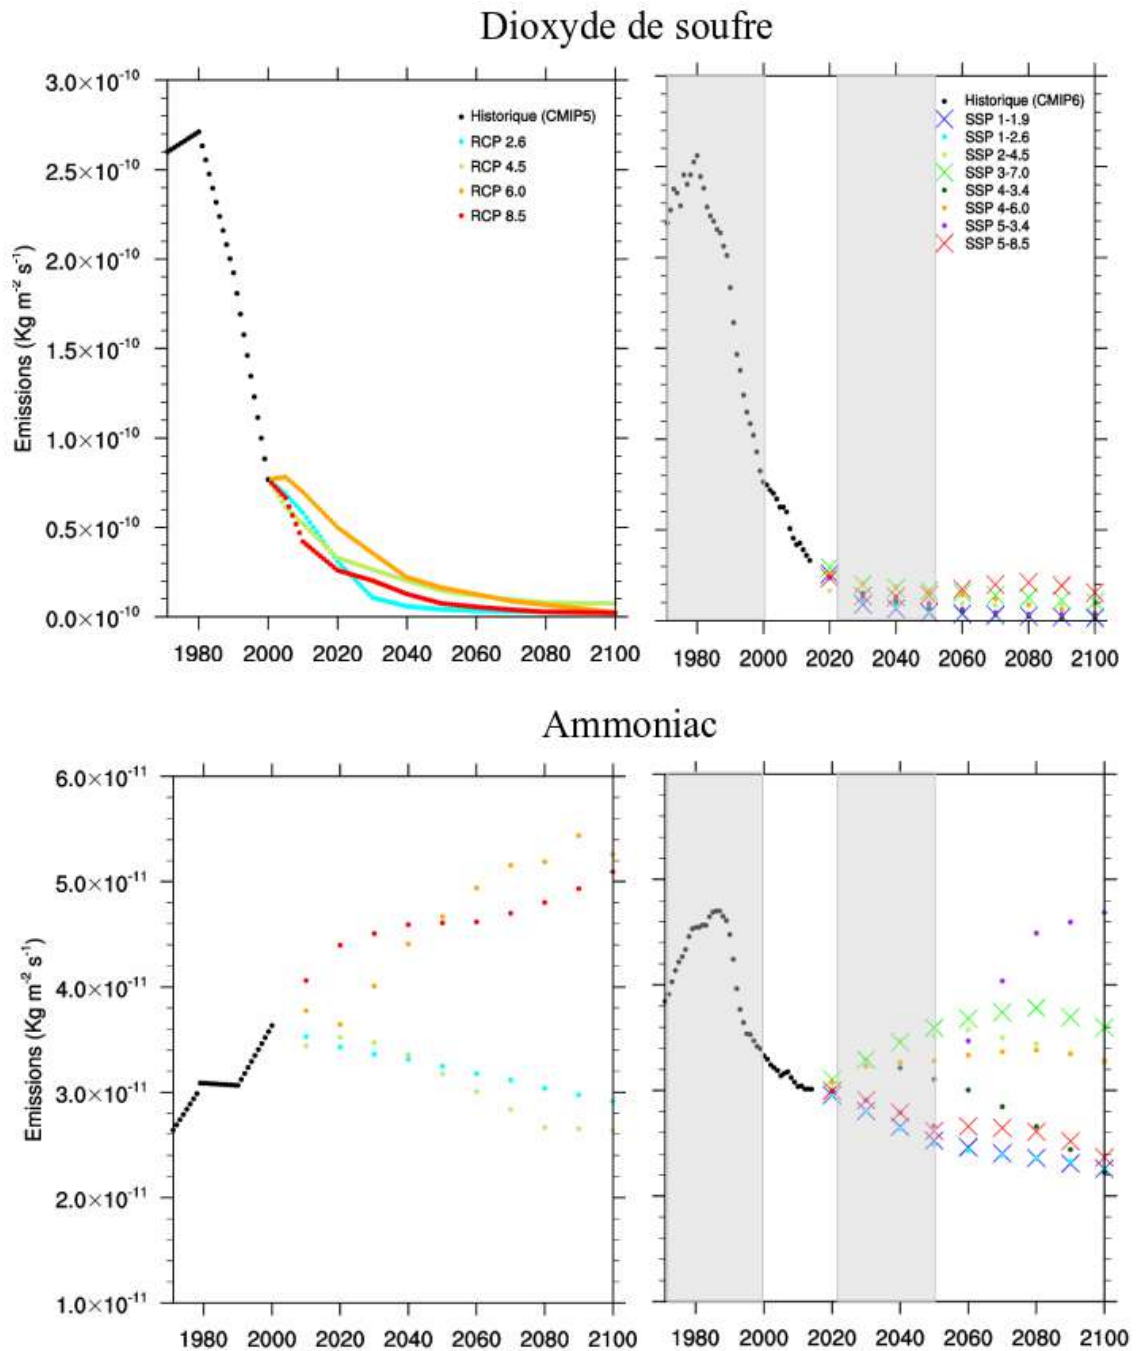 Dioxyde de soufre
1980 2000 2020 2040 2060 2080 2100
3.0×10⁻¹⁰
2.5×10⁻¹⁰
2.0×10⁻¹⁰
1.5×10⁻¹⁰
1.0×10⁻¹⁰
0.5×10⁻¹⁰
0.0×10⁻¹⁰
Emissions (Kg m⁻² s⁻¹)
Historique (CMIP5)
RCP 2.6
RCP 4.5
RCP 6.0
RCP 8.5
1980 2000 2020 2040 2060 2080 2100
Historique (CMIP6)
SSP 1-1.9
SSP 1-2.6
SSP 2-4.5
SSP 3-7.0
SSP 4-3.4
SSP 4-6.0
SSP 5-3.4
SSP 5-8.5
1980 2000 2020 2040 2060 2080 2100
Ammoniac
6.0×10⁻¹¹
5.0×10⁻¹¹
4.0×10⁻¹¹
3.0×10⁻¹¹
2.0×10⁻¹¹
1.0×10⁻¹¹
Emissions (Kg m⁻² s⁻¹)
1980 2000 2020 2040 2060 2080 2100
1980 2000 2020 2040 2060 2080 2100